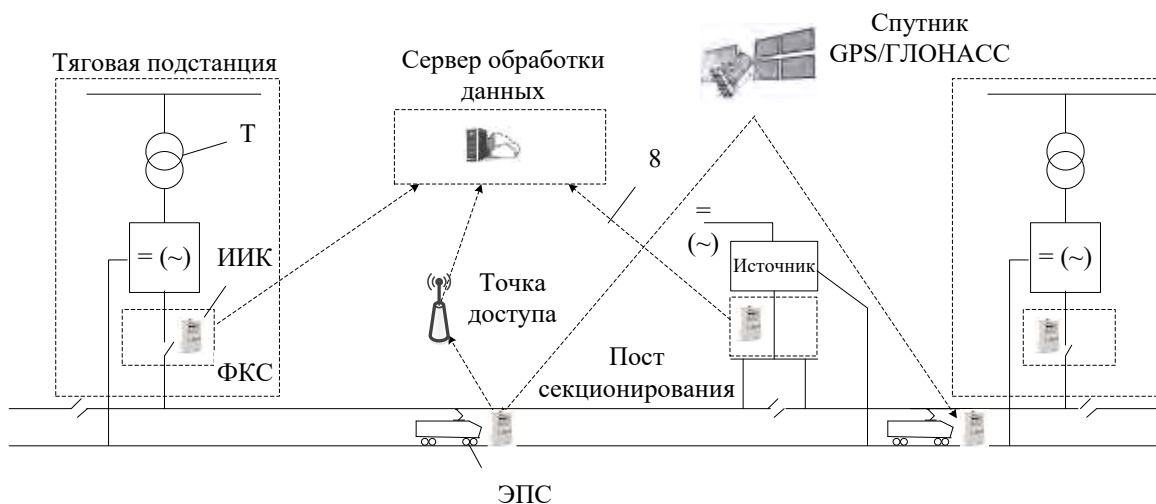 Тяговая подстанция
Т
= (~)
ИИК
ФКС
Сервер обработки
данных
Точка
доступа
ЭПС
8
Спутник
GPS/ГЛОНАСС
=
(~)
Источник
Пост
секционирования
= (~)